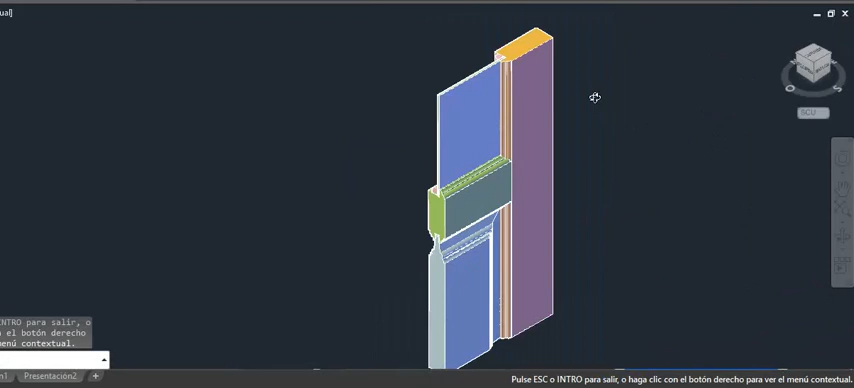 ual]
SCU
O
S
INTRO para salir, o
n el botón derecho
menú contextual.
n1
Presentación2
+
Pulse ESC o INTRO para salir, o haga clic con el botón derecho para ver el menú contextual.